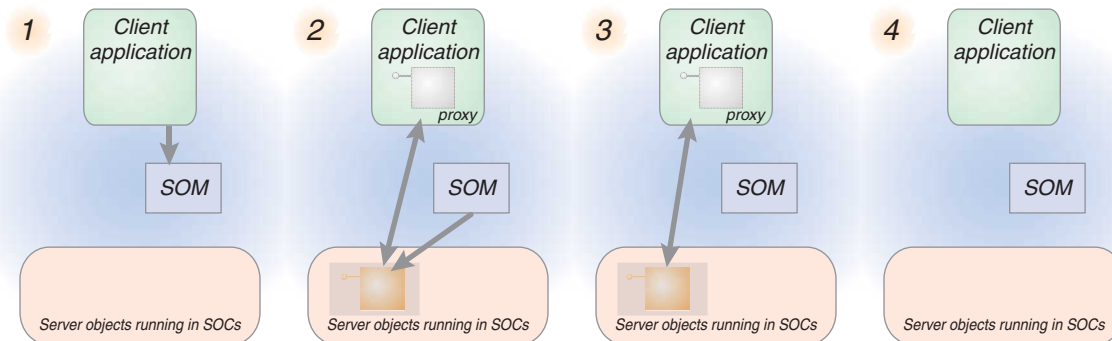 1
Client
application
SOM
Server objects running in SOCs
2
Client
application
proxy
SOM
Server objects running in SOCs
3
Client
application
proxy
SOM
Server objects running in SOCs
4
Client
application
SOM
Server objects running in SOCs